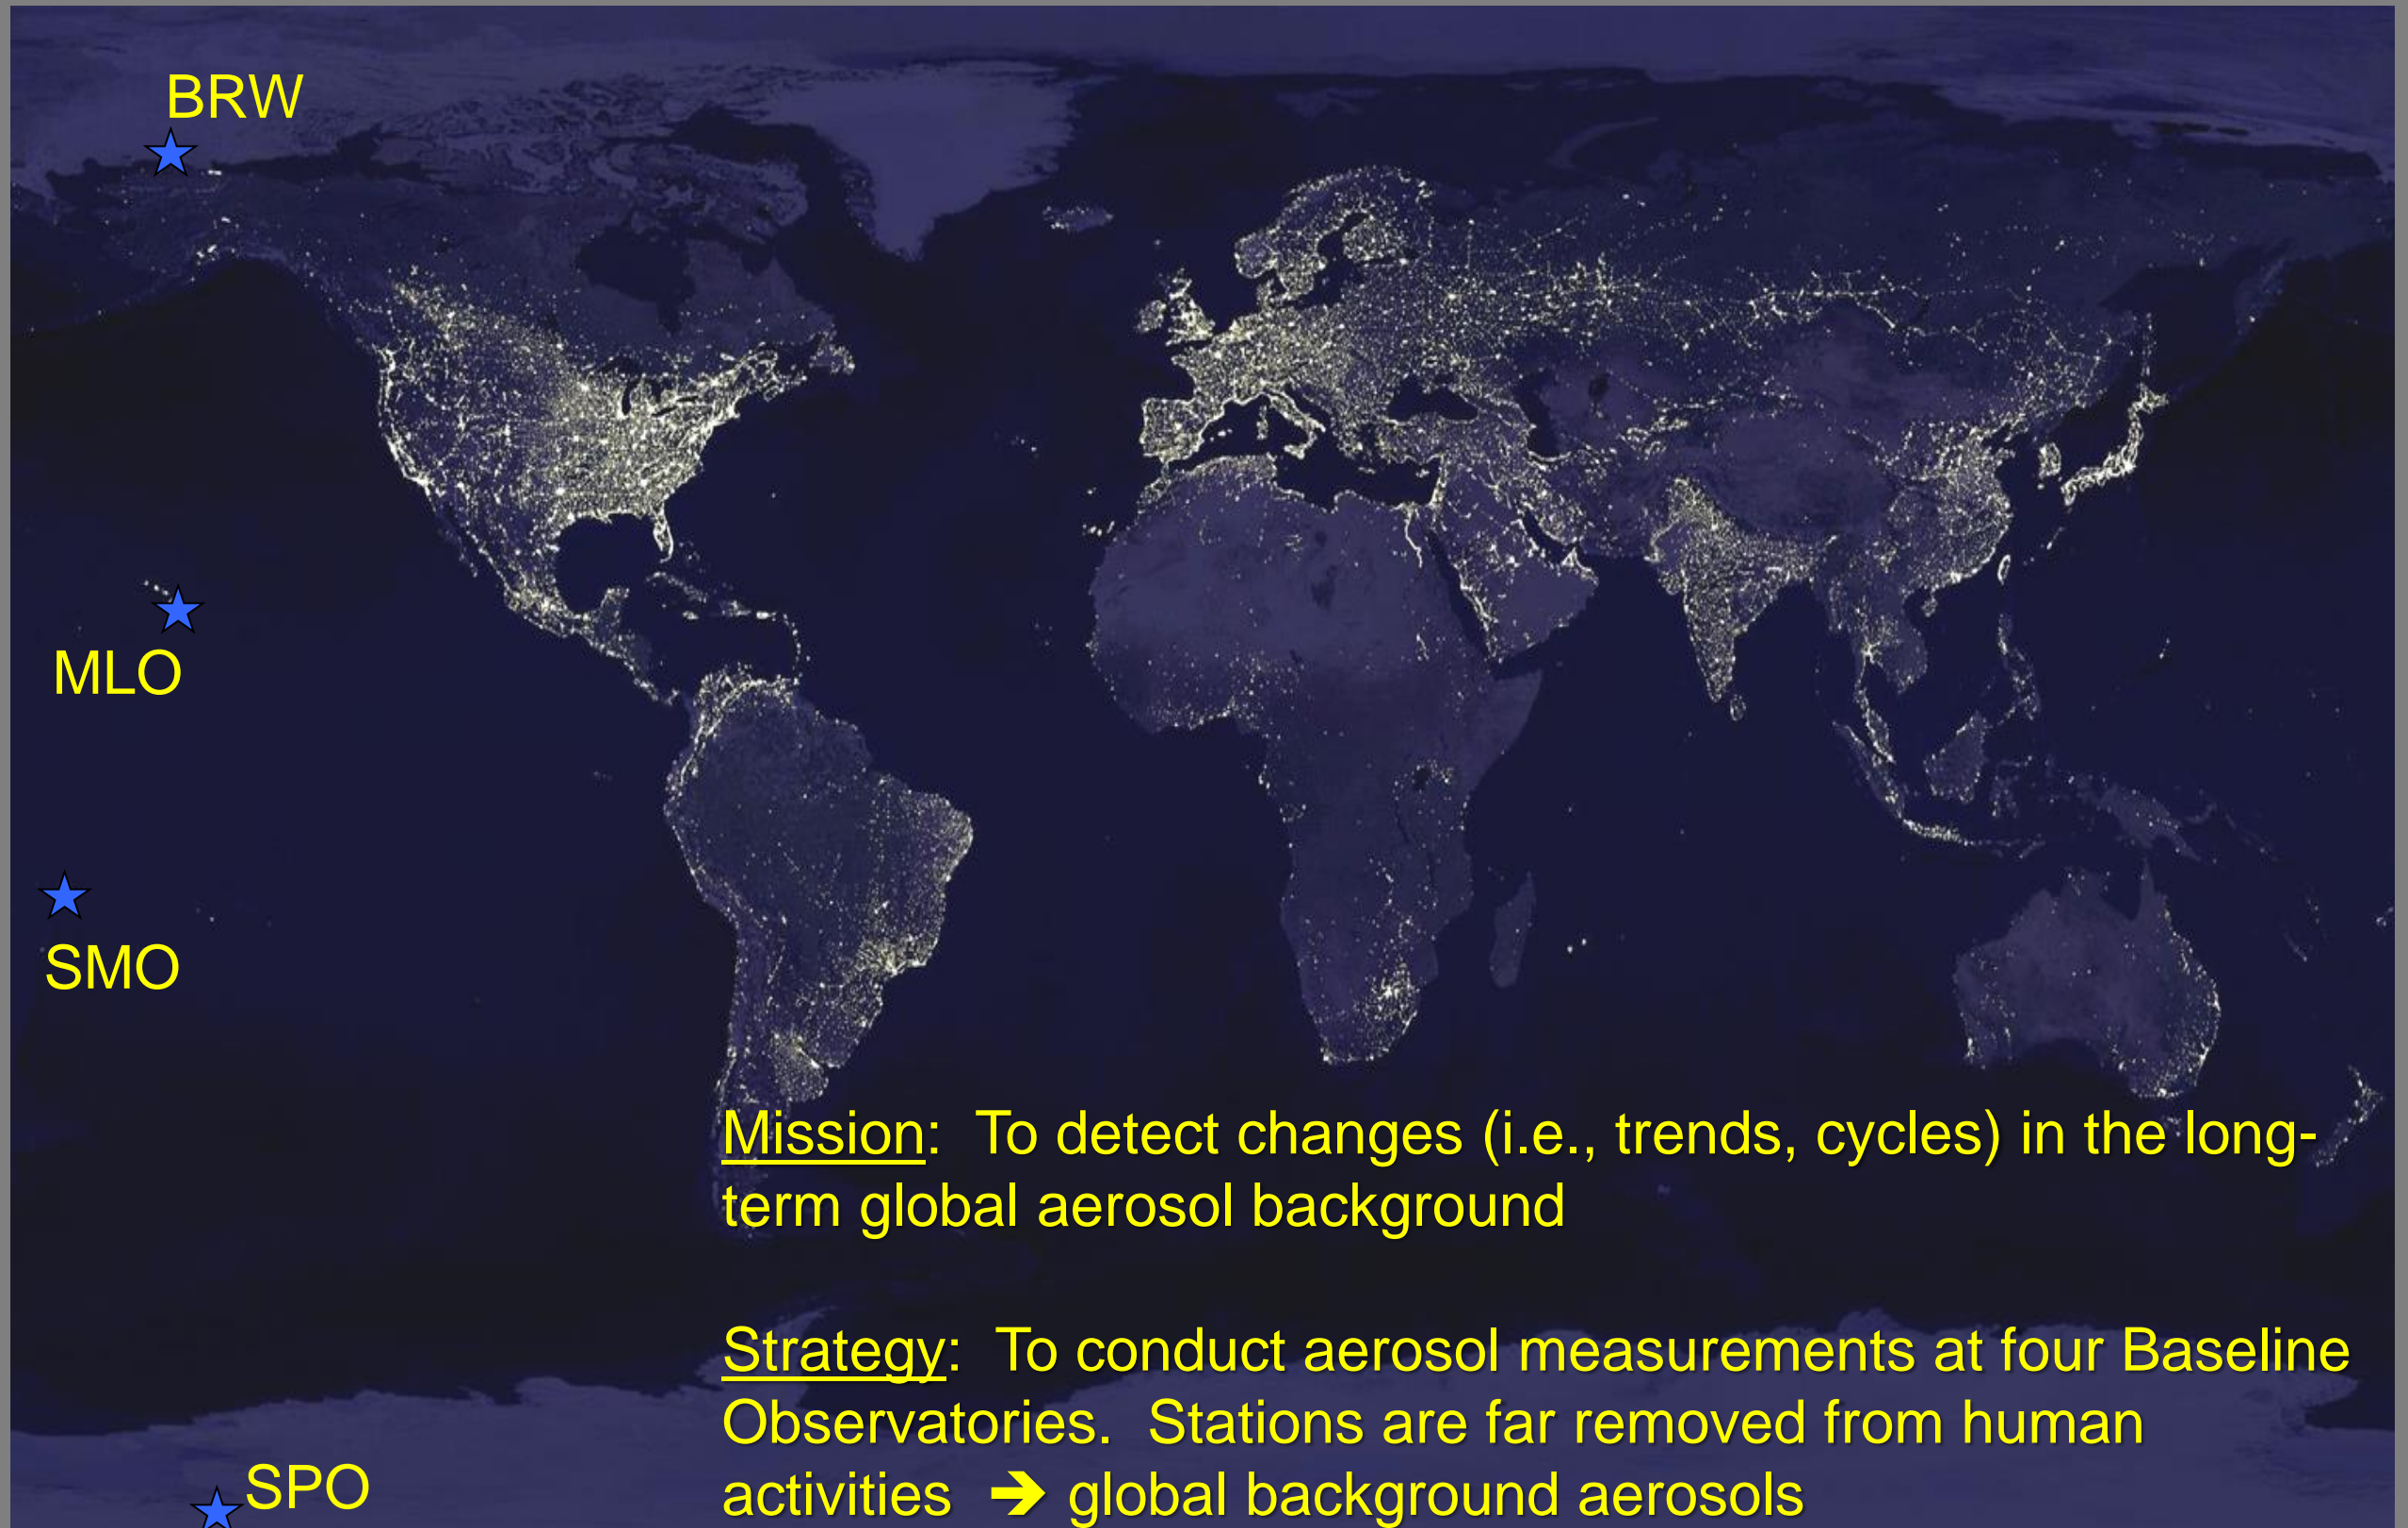 BRW
MLO
SMO
Mission:  To detect changes (i.e., trends, cycles) in the long-
term global aerosol background
Strategy:  To conduct aerosol measurements at four Baseline
Observatories.  Stations are far removed from human
activities ➔ global background aerosols
SPO